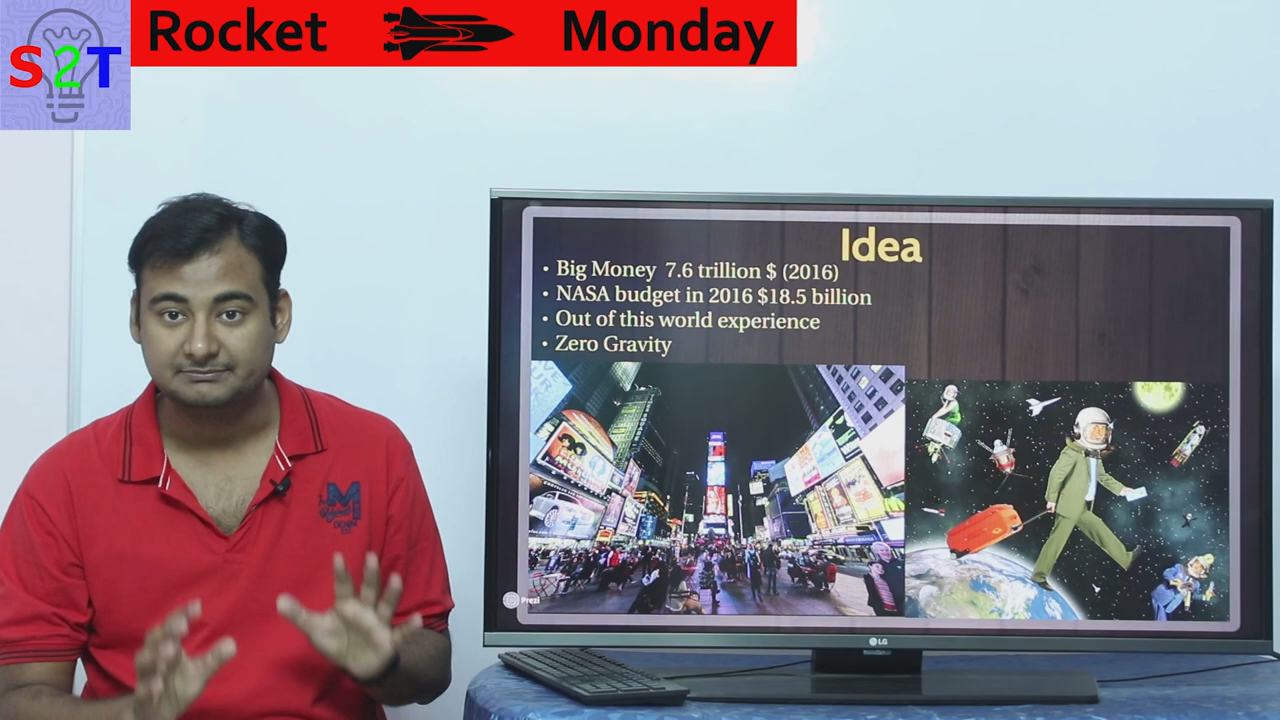 S2T
Rocket Monday
Idea
• Big Money 7.6 trillion $ (2016)
• NASA budget in 2016 $18.5 billion
• Out of this world experience
• Zero Gravity
Prezi
LG